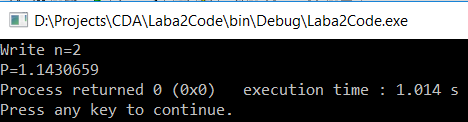 D:\Projects\CDA\Laba2Code\bin\Debug\Laba2Code.exe
Write n=2
P=1.1430659
Process returned 0 (0x0)   execution time : 1.014 s
Press any key to continue.